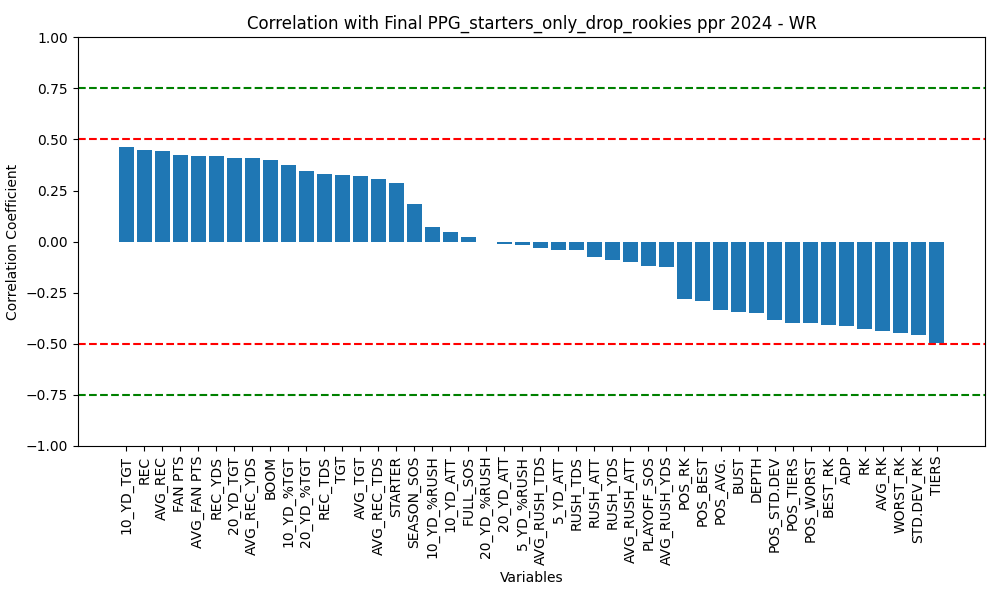 Correlation with Final PPG_starters_only_drop_rookies ppr 2024 - WR
Correlation Coefficient
1.00
0.75
0.50
0.25
0.00
−0.25
−0.50
−0.75
−1.00
10_YD_TGT
REC
AVG_REC
FAN PTS
AVG_FAN PTS
REC_YDS
20_YD_TGT
AVG_REC_YDS
BOOM
10_YD_%TGT
20_YD_%TGT
REC_TDS
TGT
AVG_TGT
AVG_REC_TDS
STARTER
SEASON_SOS
10_YD_%RUSH
10_YD_ATT
FULL_SOS
20_YD_%RUSH
20_YD_ATT
5_YD_%RUSH
AVG_RUSH_TDS
5_YD_ATT
RUSH_TDS
RUSH_ATT
RUSH_YDS
AVG_RUSH_ATT
PLAYOFF_SOS
AVG_RUSH_YDS
POS_RK
POS_BEST
POS_AVG.
BUST
DEPTH
POS_STD.DEV
POS_TIERS
POS_WORST
BEST_RK
ADP
RK
AVG_RK
WORST_RK
STD.DEV_RK
TIERS
Variables